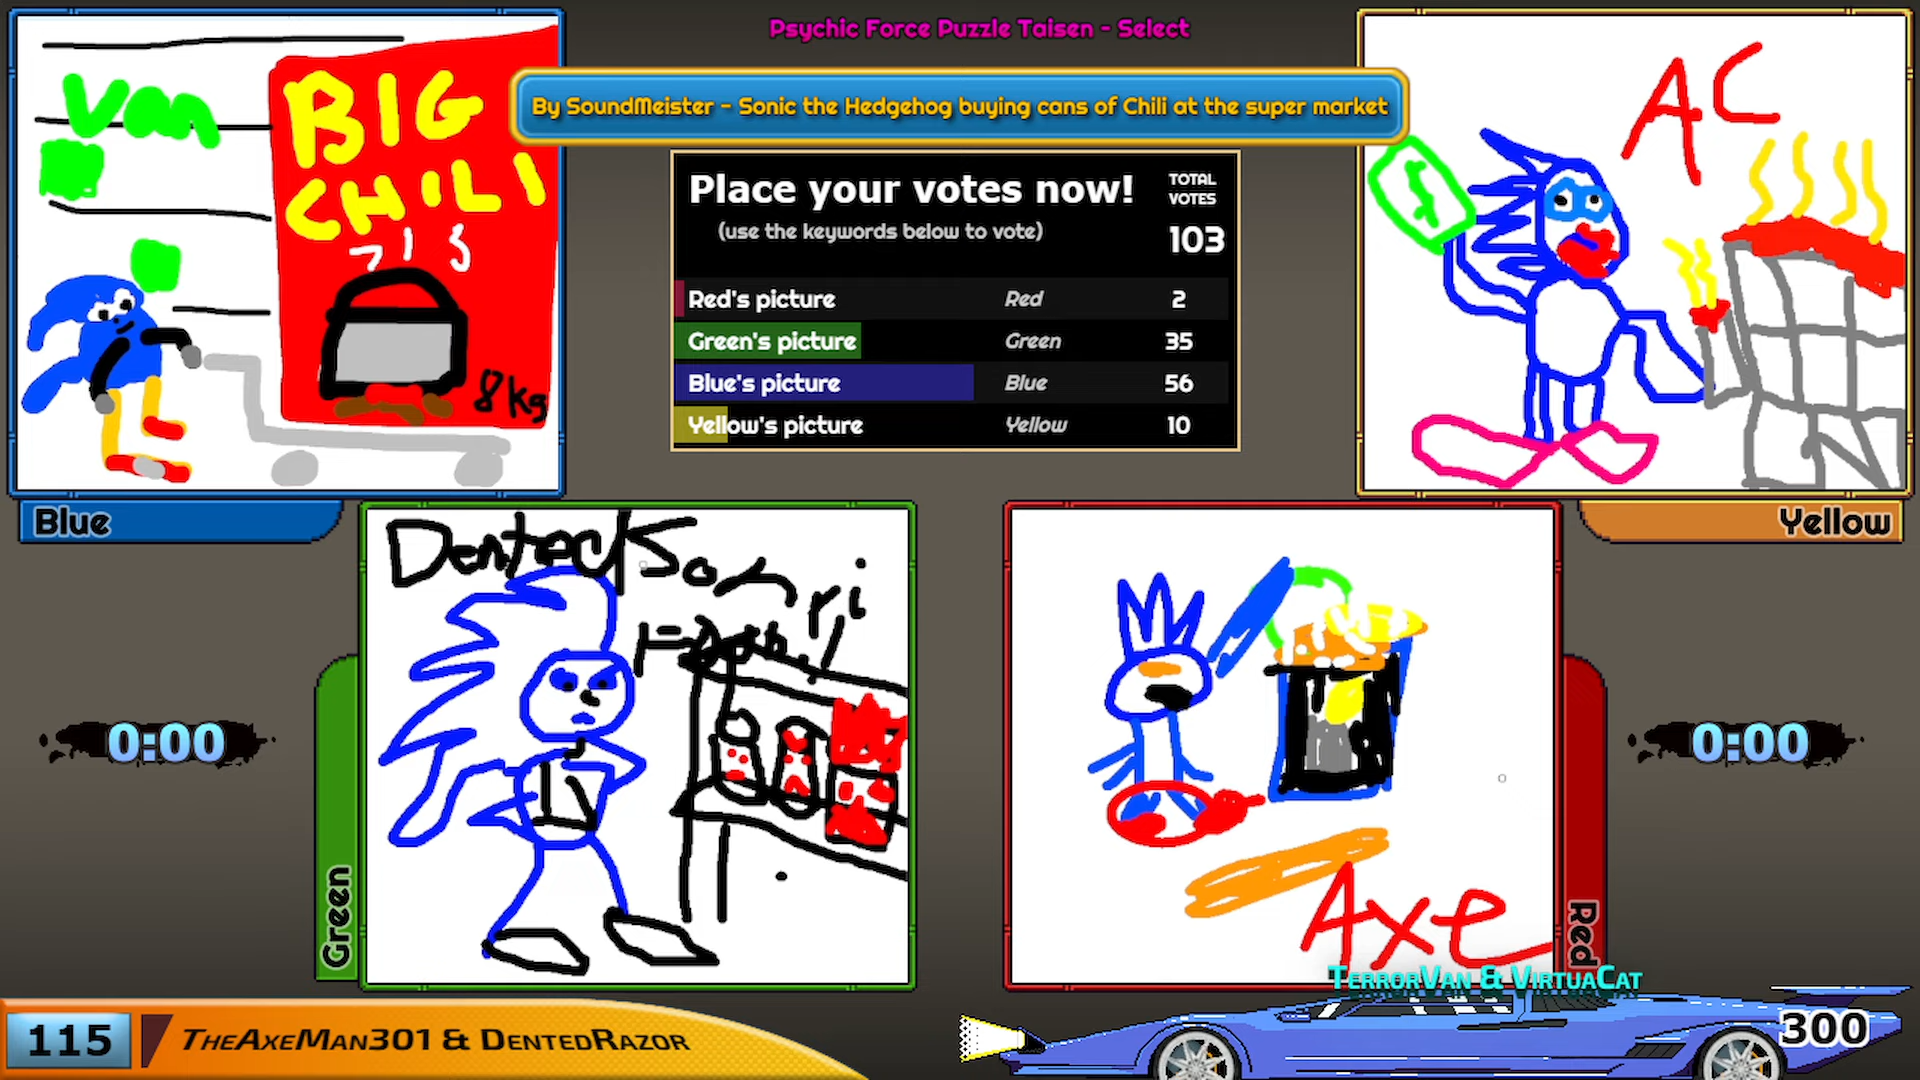 Psychic Force Puzzle Taisen - Select
By SoundMeister - Sonic the Hedgehog buying cans of Chili at the super market
Van
BIG
CHILI
713
8kg
AC
Place your votes now!
TOTAL
VOTES
(use the keywords below to vote)
103
Red's picture Red 2
Green's picture Green 35
Blue's picture Blue 56
Yellow's picture Yellow 10
Blue
Yellow
Dented
Green
Axe
Red
0:00
0:00
TerrorVan & VirtuaCat
115
TheAxeMan301 & DentedRazor
300